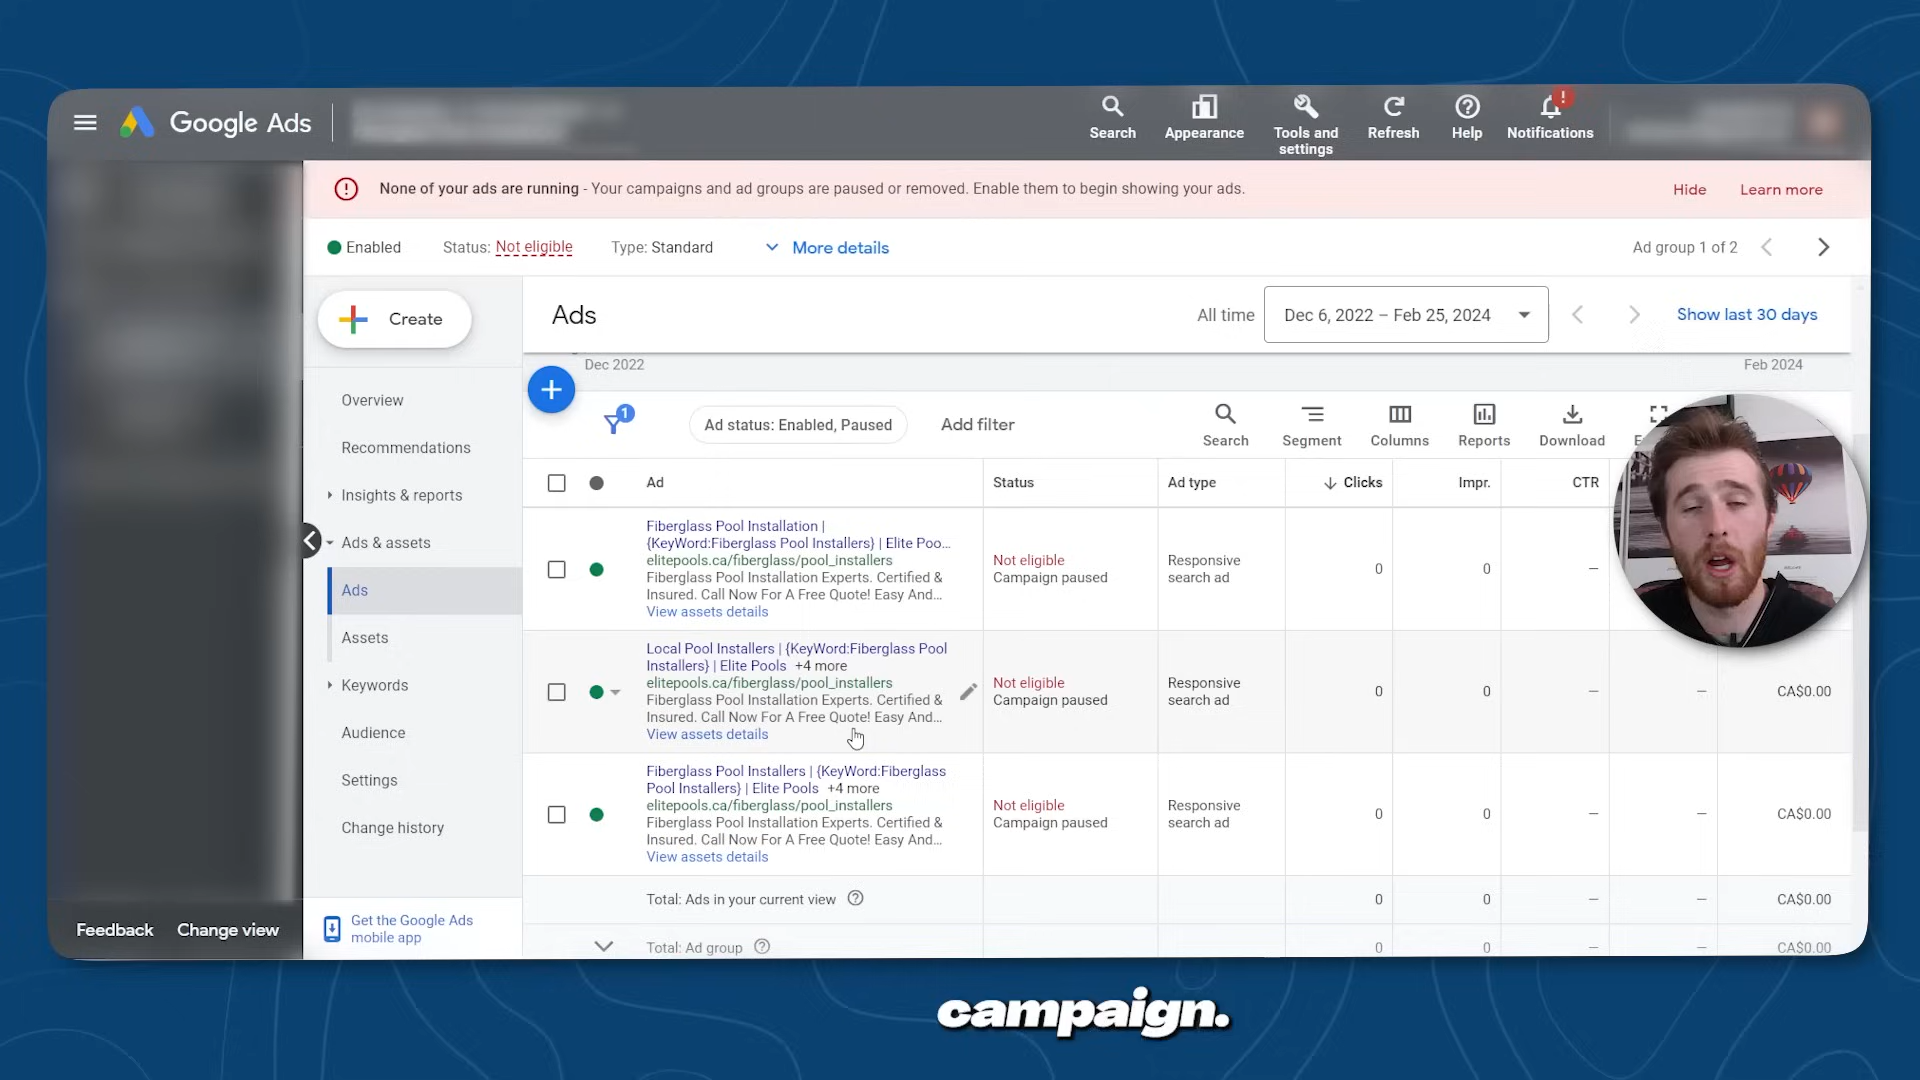 Google Ads
Search
Appearance
Tools and
settings
Refresh
Help
Notifications
None of your ads are running - Your campaigns and ad groups are paused or removed. Enable them to begin showing your ads.
Hide
Learn more
Enabled
Status: Not eligible
Type: Standard
More details
Ad group 1 of 2
Create
Ads
All time
Dec 6, 2022 – Feb 25, 2024
Show last 30 days
Dec 2022
Feb 2024
Overview
Recommendations
Insights & reports
Ads & assets
Ads
Assets
Keywords
Audience
Settings
Change history
Get the Google Ads
mobile app
Feedback
Change view
1
Ad status: Enabled, Paused
Add filter
Search
Segment
Columns
Reports
Download
Ad
Status
Ad type
Clicks
Impr.
CTR
Fiberglass Pool Installation |
{KeyWord:Fiberglass Pool Installers} | Elite Poo...
elitepools.ca/fiberglass/pool_installers
Fiberglass Pool Installation Experts. Certified &
Insured. Call Now For A Free Quote! Easy And...
View assets details
Not eligible
Campaign paused
Responsive
search ad
0
0
–
Local Pool Installers | {KeyWord:Fiberglass Pool
Installers} | Elite Pools +4 more
elitepools.ca/fiberglass/pool_installers
Fiberglass Pool Installation Experts. Certified &
Insured. Call Now For A Free Quote! Easy And...
View assets details
Not eligible
Campaign paused
Responsive
search ad
0
0
–
–
CA$0.00
Fiberglass Pool Installers | {KeyWord:Fiberglass
Pool Installers} | Elite Pools +4 more
elitepools.ca/fiberglass/pool_installers
Fiberglass Pool Installation Experts. Certified &
Insured. Call Now For A Free Quote! Easy And...
View assets details
Not eligible
Campaign paused
Responsive
search ad
0
0
–
–
CA$0.00
Total: Ads in your current view
0
0
–
–
CA$0.00
Total: Ad group
0
0
–
–
CA$0.00
campaign.